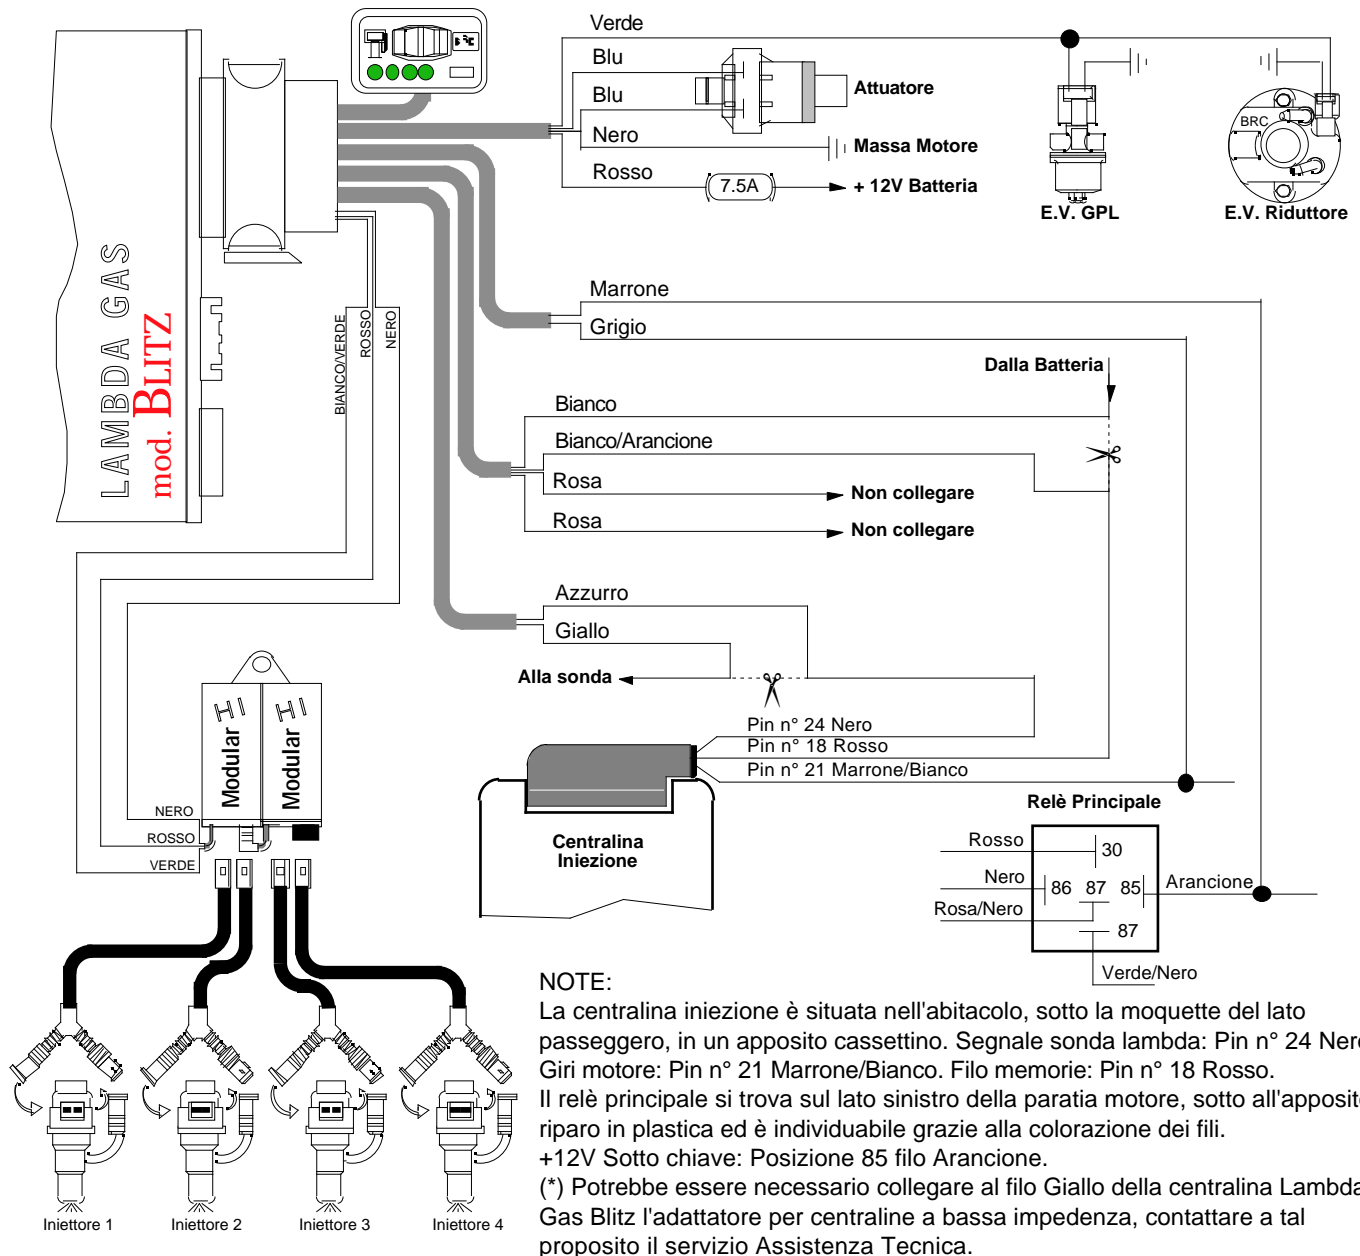 Verde
Blu
Attuatore
Blu
Nero
Massa Motore
Rosso
7.5A
+ 12V Batteria
BRC
E.V. GPL
E.V. Riduttore
LAMBDA GAS
mod. BLITZ
BIANCO/VERDE
ROSSO
NERO
Marrone
Grigio
Dalla Batteria
Bianco
Bianco/Arancione
Rosa
Non collegare
Rosa
Non collegare
Azzurro
Giallo
Alla sonda
Pin n° 24 Nero
Pin n° 18 Rosso
Pin n° 21 Marrone/Bianco
Modular HI
Modular HI
NERO
ROSSO
VERDE
Centralina
Iniezione
Relè Principale
Rosso
30
Nero
86 87 85
Arancione
Rosa/Nero
87
Verde/Nero
Iniettore 1
Iniettore 2
Iniettore 3
Iniettore 4
NOTE:
La centralina iniezione è situata nell'abitacolo, sotto la moquette del lato
passeggero, in un apposito cassettino. Segnale sonda lambda: Pin n° 24 Nero
Giri motore: Pin n° 21 Marrone/Bianco. Filo memorie: Pin n° 18 Rosso.
Il relè principale si trova sul lato sinistro della paratia motore, sotto all'apposito
riparo in plastica ed è individuabile grazie alla colorazione dei fili.
+12V Sotto chiave: Posizione 85 filo Arancione.
(*) Potrebbe essere necessario collegare al filo Giallo della centralina Lambda
Gas Blitz l'adattatore per centraline a bassa impedenza, contattare a tal
proposito il servizio Assistenza Tecnica.